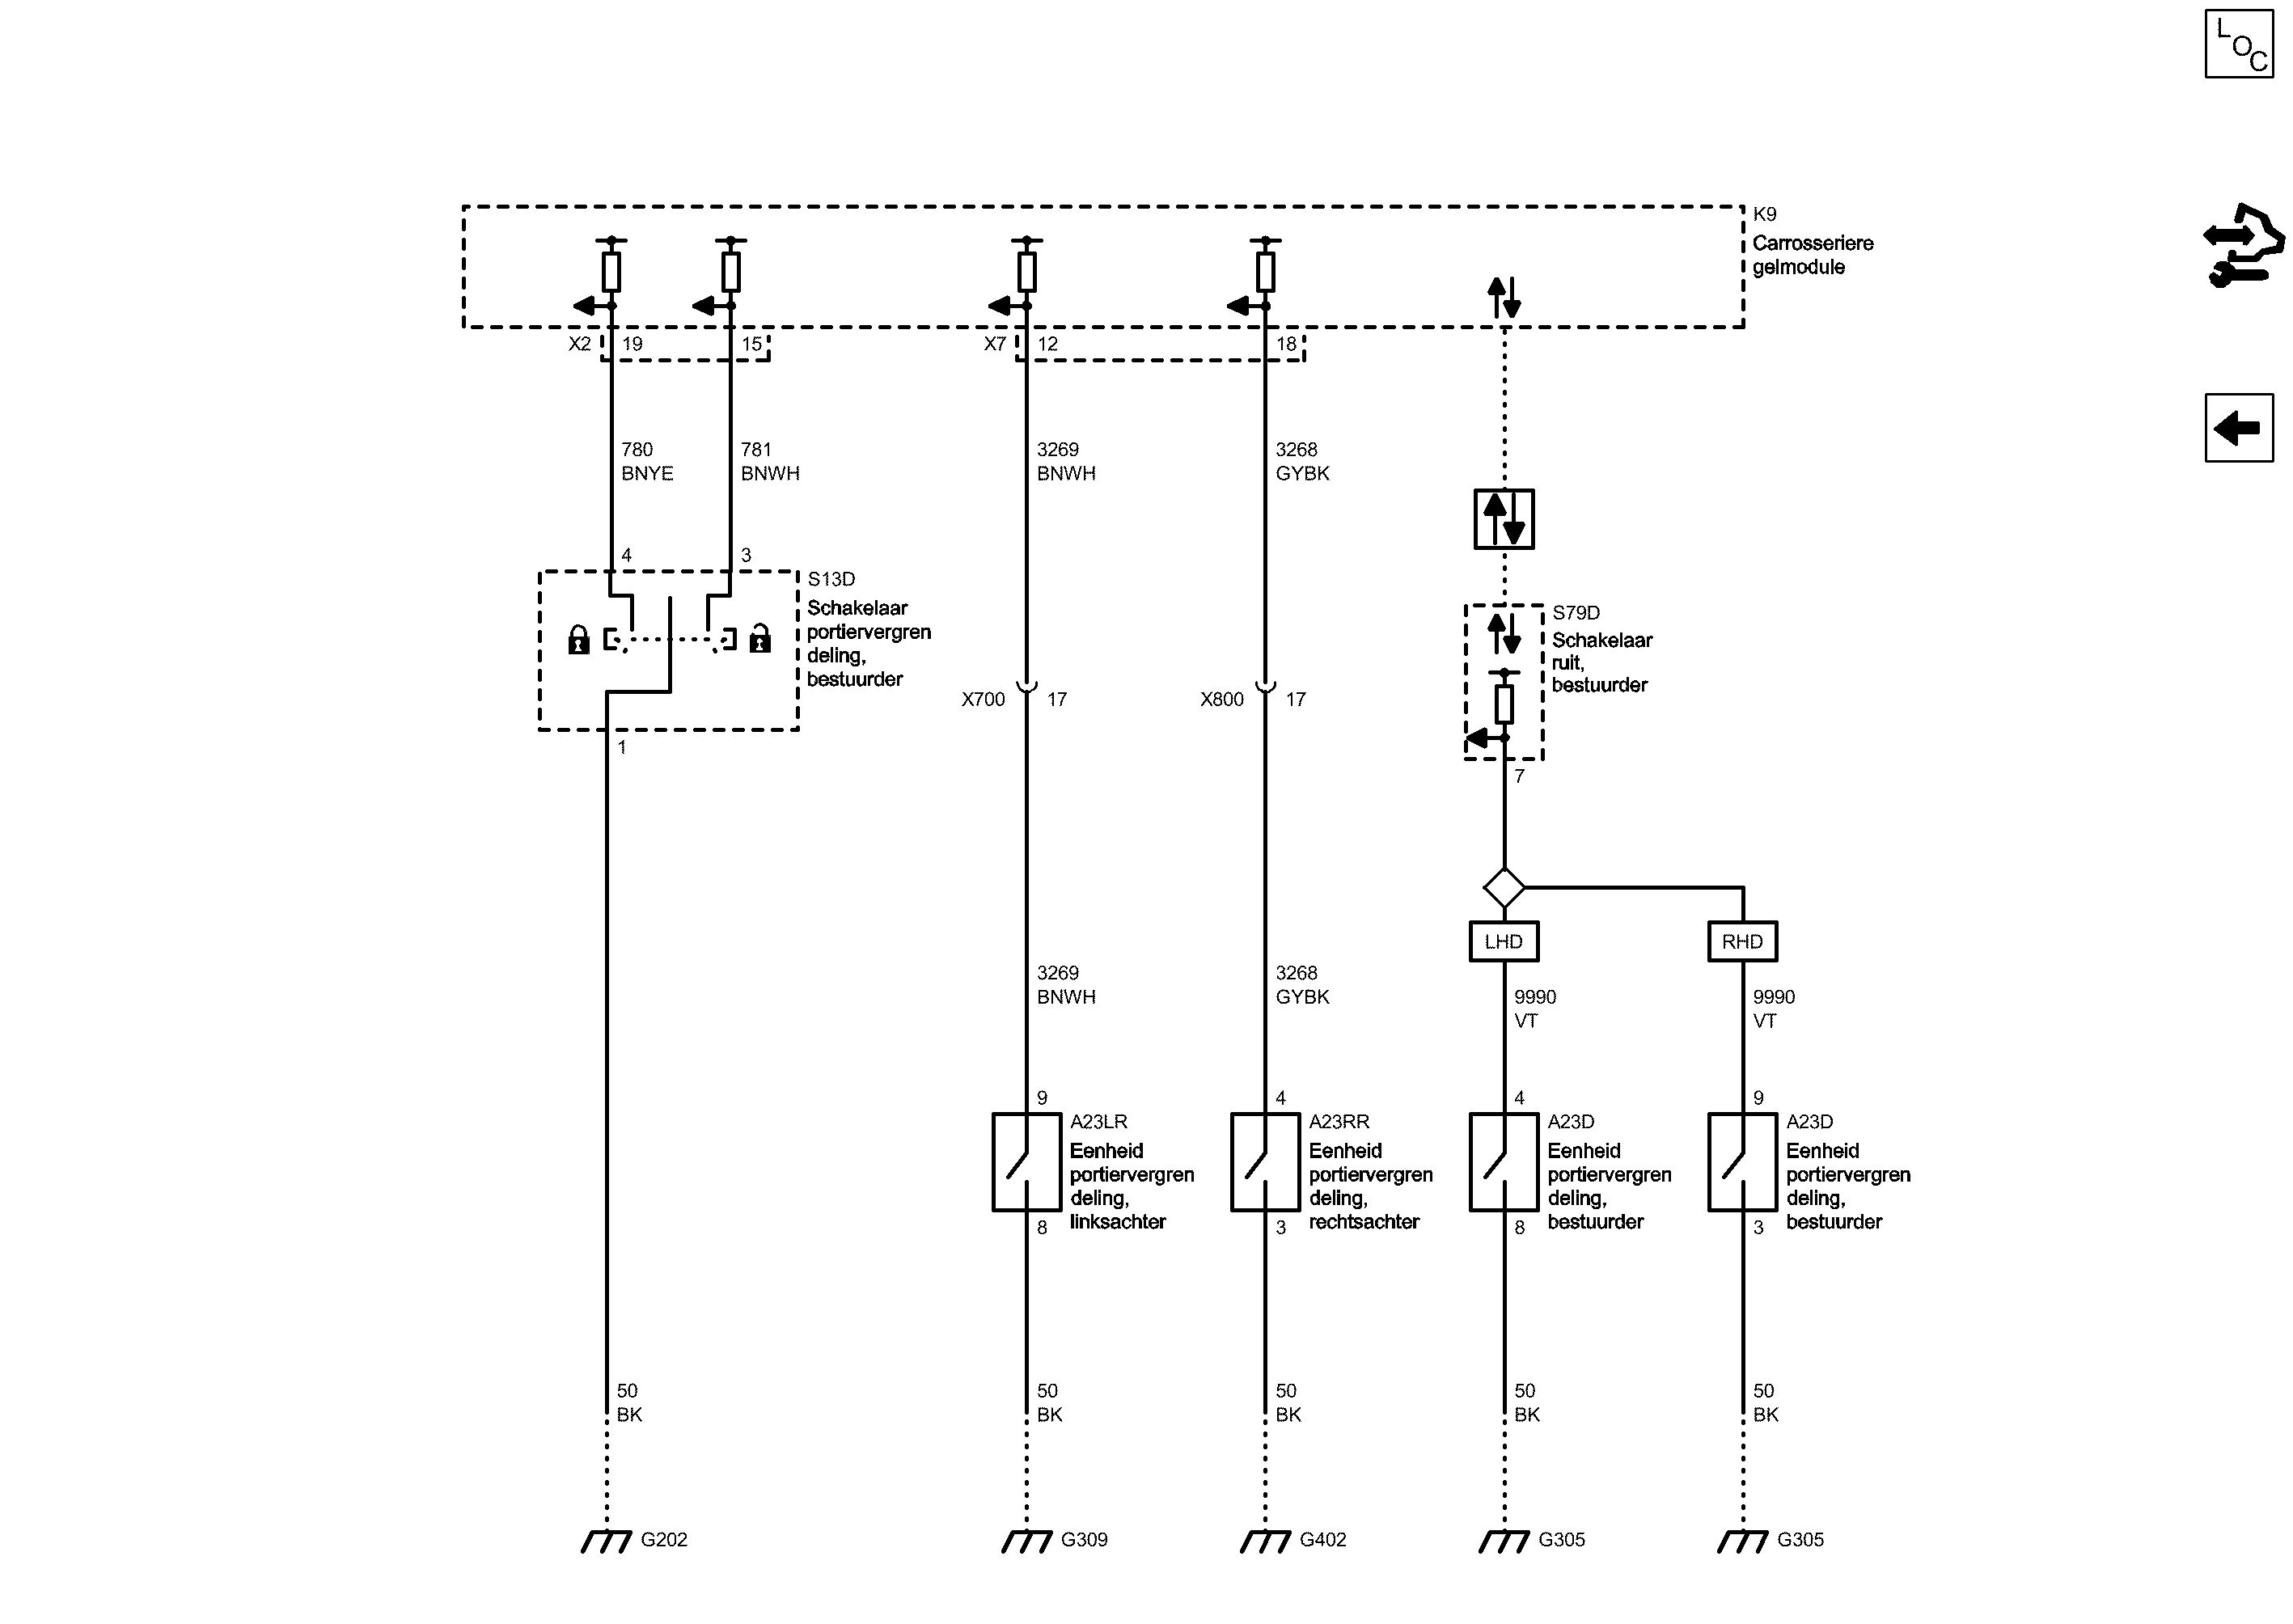 LOC
K9
Carrosseriere
gelmodule
X2 19 15 X7 12 18
780 781 3269 3268
BNYE BNWH BNWH GYBK
4 3
S13D
Schakelaar
portiervergren
deling,
bestuurder
S79D
Schakelaar
ruit,
bestuurder
X700 17 X800 17
1
7
LHD RHD
3269 3268
BNWH GYBK
9990 9990
VT VT
9 4 4 9
A23LR A23RR A23D A23D
Eenheid Eenheid Eenheid Eenheid
portiervergren portiervergren portiervergren portiervergren
deling, deling, deling, deling,
linksachter rechtsachter bestuurder bestuurder
8 3 8 3
50 50 50 50 50
BK BK BK BK BK
G202 G309 G402 G305 G305